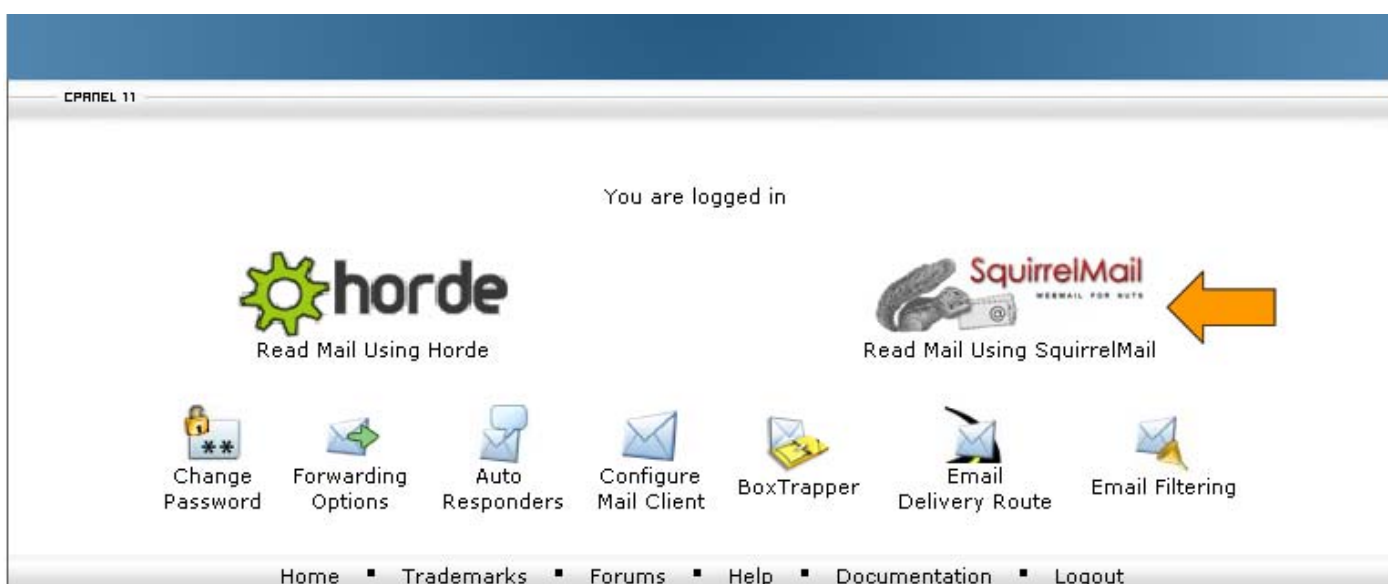 CPANEL 11
You are logged in
horde
SquirrelMail
WEBMAIL FOR NUTS
@
Read Mail Using Horde
Read Mail Using SquirrelMail
**
Change Password
Forwarding Options
Auto Responders
Configure Mail Client
BoxTrapper
Email Delivery Route
Email Filtering
Home ▪ Trademarks ▪ Forums ▪ Help ▪ Documentation ▪ Logout